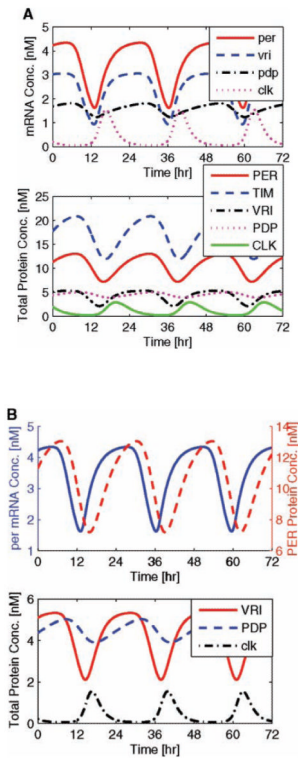 A
5
4
3
2
1
0
mRNA Conc. [nM]
per
vri
pdp
clk
0 12 24 36 48 60 72
Time [hr]
25
20
15
10
5
0
Total Protein Conc. [nM]
PER
TIM
VRI
PDP
CLK
0 12 24 36 48 60 72
Time [hr]
B
5
4
3
2
1
per mRNA Conc. [nM]
14
12
10
8
6
PER Protein Conc. [nM]
0 12 24 36 48 60 72
Time [hr]
6
4
2
0
Total Protein Conc. [nM]
VRI
PDP
clk
0 12 24 36 48 60 72
Time [hr]